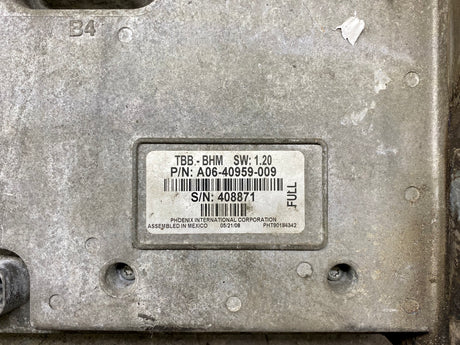 B4
TBB.- BHM SW: 1.20
P/N: A06-40959-009
S/N: 408871
FULL
PHOENIX INTERNATIONAL CORPORATION
ASSEMBLED IN MEXICO 05/21/08 PHT90184342